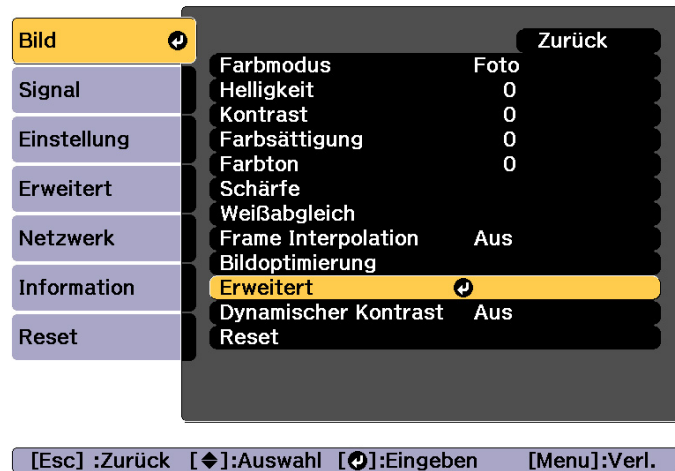 Bild
Signal
Einstellung
Erweitert
Netzwerk
Information
Reset
Zurück
Farbmodus Foto
Helligkeit 0
Kontrast 0
Farbsättigung 0
Farbton 0
Schärfe
Weißabgleich
Frame Interpolation Aus
Bildoptimierung
Erweitert
Dynamischer Kontrast Aus
Reset
[Esc] :Zurück [◆]:Auswahl [↵]:Eingeben [Menu]:Verl.